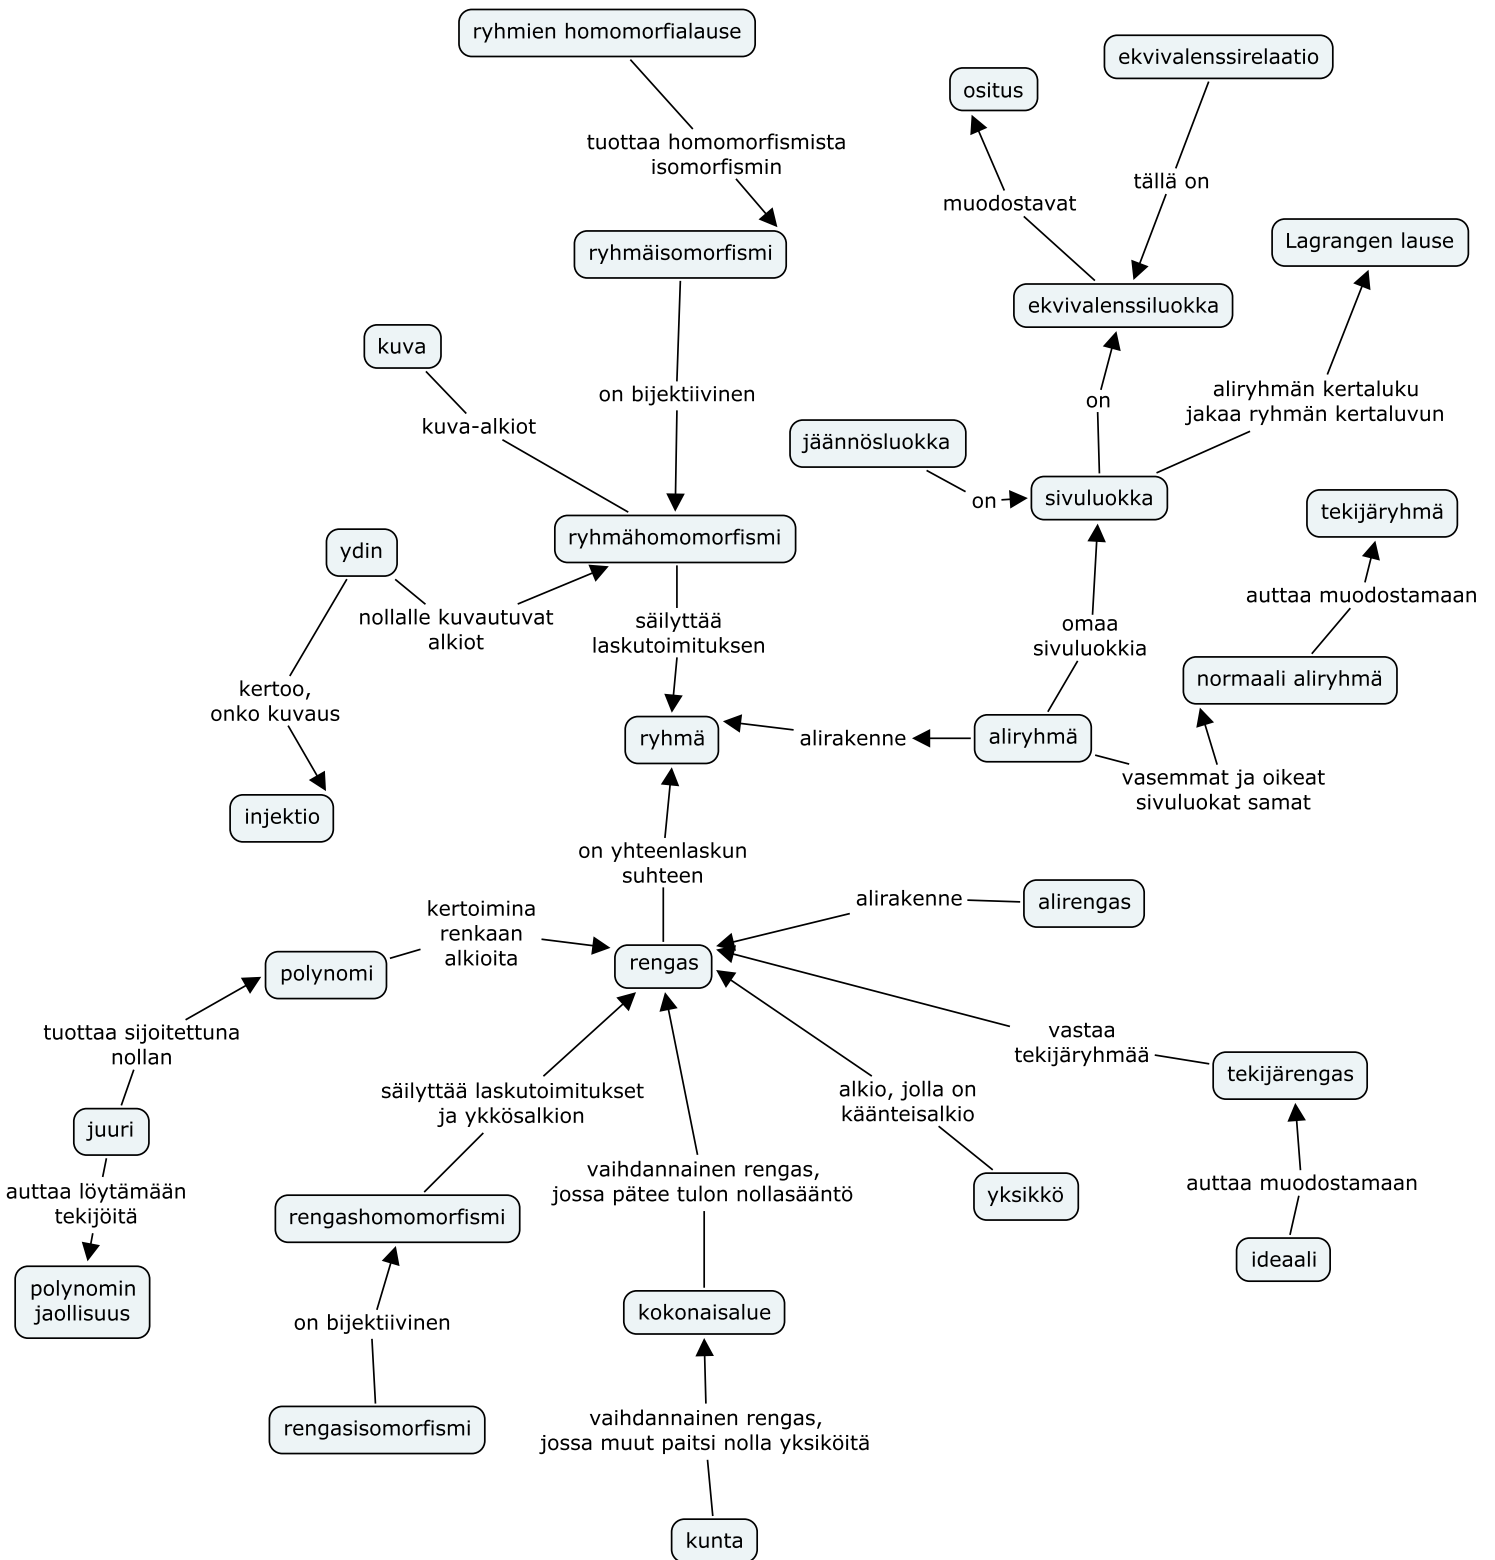 ryhmien homomorfialause
ekvivalenssirelaatio
ositus
tuottaa homomorfismista
isomorfismin
tällä on
muodostavat
Lagrangen lause
ryhmäisomorfismi
ekvivalenssiluokka
kuva
on bijektiivinen
aliryhmän kertaluku
jakaa ryhmän kertaluvun
on
kuva-alkiot
jäännösluokka
on
sivuluokka
tekijäryhmä
ryhmähomomorfismi
ydin
auttaa muodostamaan
nollalle kuvautuvat
alkiot
säilyttää
laskutoimituksen
omaa
sivuluokkia
normaali aliryhmä
kertoo,
onko kuvaus
ryhmä
alirakenne
aliryhmä
vasemmat ja oikeat
sivuluokat samat
injektio
on yhteenlaskun
suhteen
alirakenne
alirengas
kertoimina
renkaan
alkioita
polynomi
rengas
tuottaa sijoitettuna
nollan
vastaa
tekijäryhmää
tekijärengas
säilyttää laskutoimitukset
ja ykkösalkion
alkio, jolla on
käänteisalkio
juuri
vaihdannainen rengas,
jossa pätee tulon nollasääntö
yksikkö
auttaa muodostamaan
auttaa löytämään
tekijöitä
rengashomomorfismi
ideaali
polynomin
jaollisuus
kokonaisalue
on bijektiivinen
rengasisomorfismi
vaihdannainen rengas,
jossa muut paitsi nolla yksiköitä
kunta